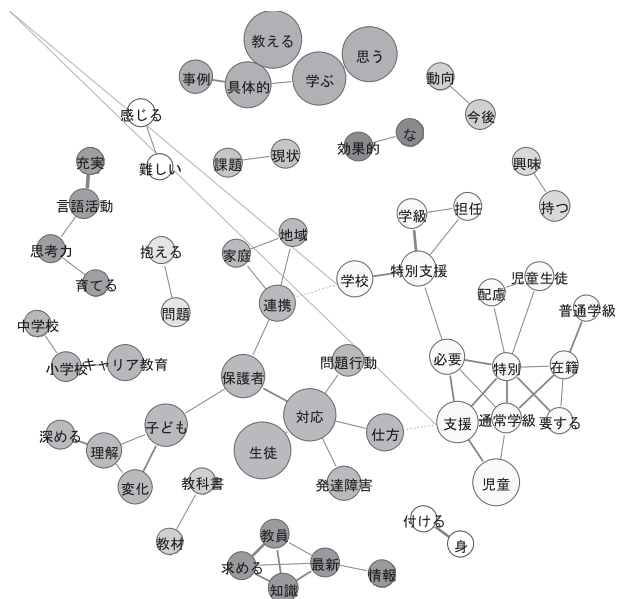 教える
思う
事例
具体的
学ぶ
動向
今後
感じる
難しい
課題
現状
効果的
な
興味
持つ
充実
言語活動
思考力
育てる
抱える
問題
地域
家庭
連携
学校
学級
担任
特別支援
配慮
児童生徒
普通学級
中学校
小学校
キャリア教育
保護者
問題行動
必要
特別
在籍
対応
仕方
支援
通常学級
要する
子ども
深める
理解
変化
生徒
発達障害
児童
教科書
教材
付ける
身
教員
求める
最新
知識
情報